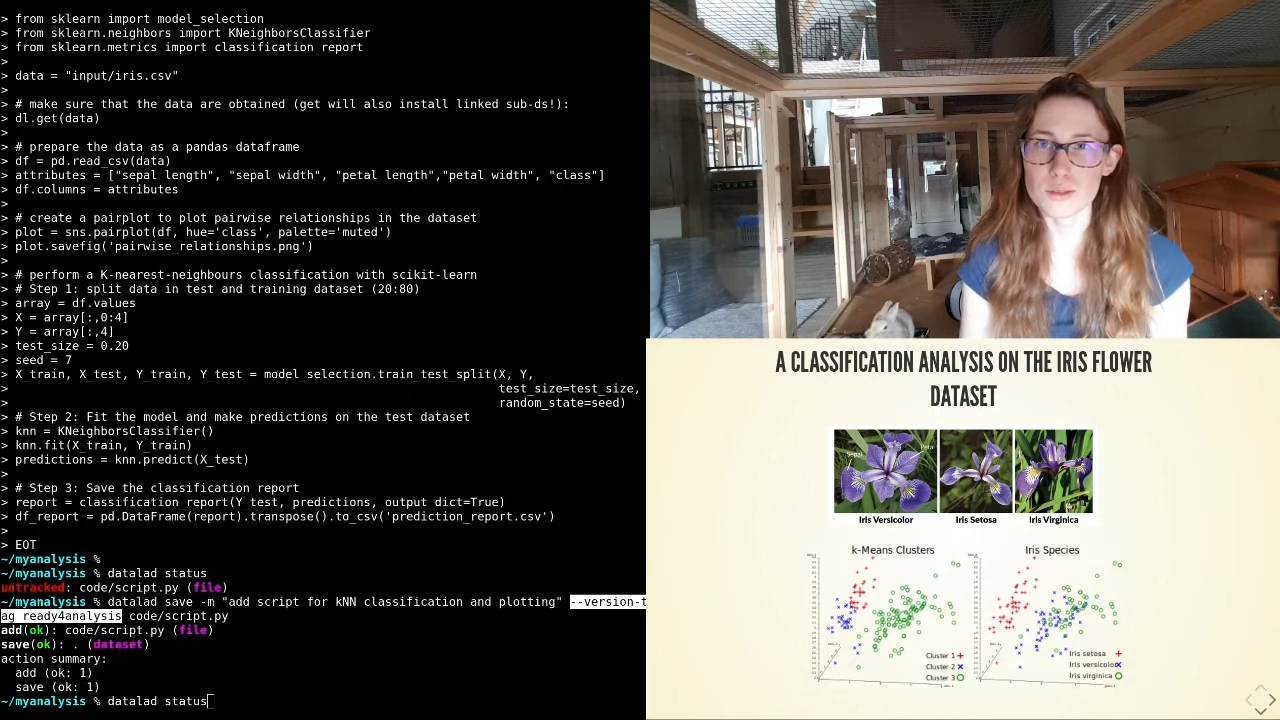 > from sklearn import model_selection
> from sklearn.neighbors import KNeighborsClassifier
> from sklearn.metrics import classification_report
>
> data = "input/iris.csv"
>
> # make sure that the data are obtained (get will also install linked sub-ds!):
> get(data)
>
> # prepare the data as a pandas dataframe
> df = pd.read_csv(data)
> attributes = ["sepal_length", "sepal_width", "petal_length","petal_width", "class"]
> df.columns = attributes
>
> # create a pairplot to plot pairwise relationships in the dataset
> plot = sns.pairplot(df, hue='class', palette='muted')
> plot.savefig('pairwise_relationships.png')
>
> # perform a K-nearest-neighbours classification with scikit-learn
> # Step 1: split data in test and training dataset (20:80)
> array = df.values
> X = array[:,0:4]
> Y = array[:,4]
> test_size = 0.20
> seed = 7
> X_train, X_test, Y_train, Y_test = model_selection.train_test_split(X, Y,
> test_size=test_size,
> random_state=seed)
> # Step 2: Fit the model and make predictions on the test dataset
> knn = KNeighborsClassifier()
> knn.fit(X_train, Y_train)
> predictions = knn.predict(X_test)
>
> # Step 3: Save the classification report
> report = classification_report(Y_test, predictions, output_dict=True)
> df_report = pd.DataFrame(report).transpose().to_csv('prediction_report.csv')
>
> EOT
~/myanalysis %
~/myanalysis % datalad status
untracked: code/script.py (file)
~/myanalysis % datalad save -m "add script for kNN classification and plotting" --version-t
ag ready4analysis code/script.py
add(ok): code/script.py (file)
save(ok): . (dataset)
action summary:
add (ok: 1)
save (ok: 1)
~/myanalysis % datalad status
A CLASSIFICATION ANALYSIS ON THE IRIS FLOWER
DATASET
Sepal Petal
Iris Versicolor Iris Setosa Iris Virginica
k-Means Clusters Iris Species
Cluster 1
Cluster 2
Cluster 3
Iris setosa
Iris versicolor
Iris virginica